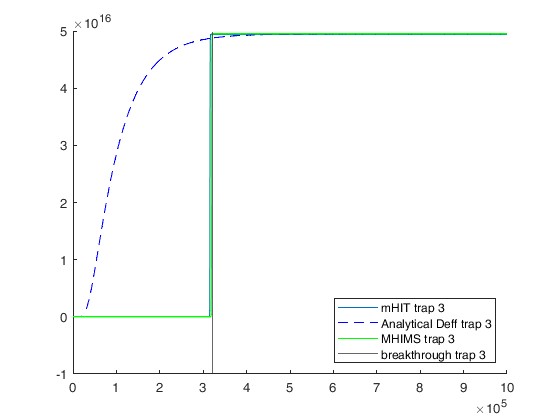 ×10^16
5
4
3
2
1
0
-1
0 1 2 3 4 5 6 7 8 9 10
×10^5
mHIT trap 3
Analytical Deff trap 3
MHIMS trap 3
breakthrough trap 3